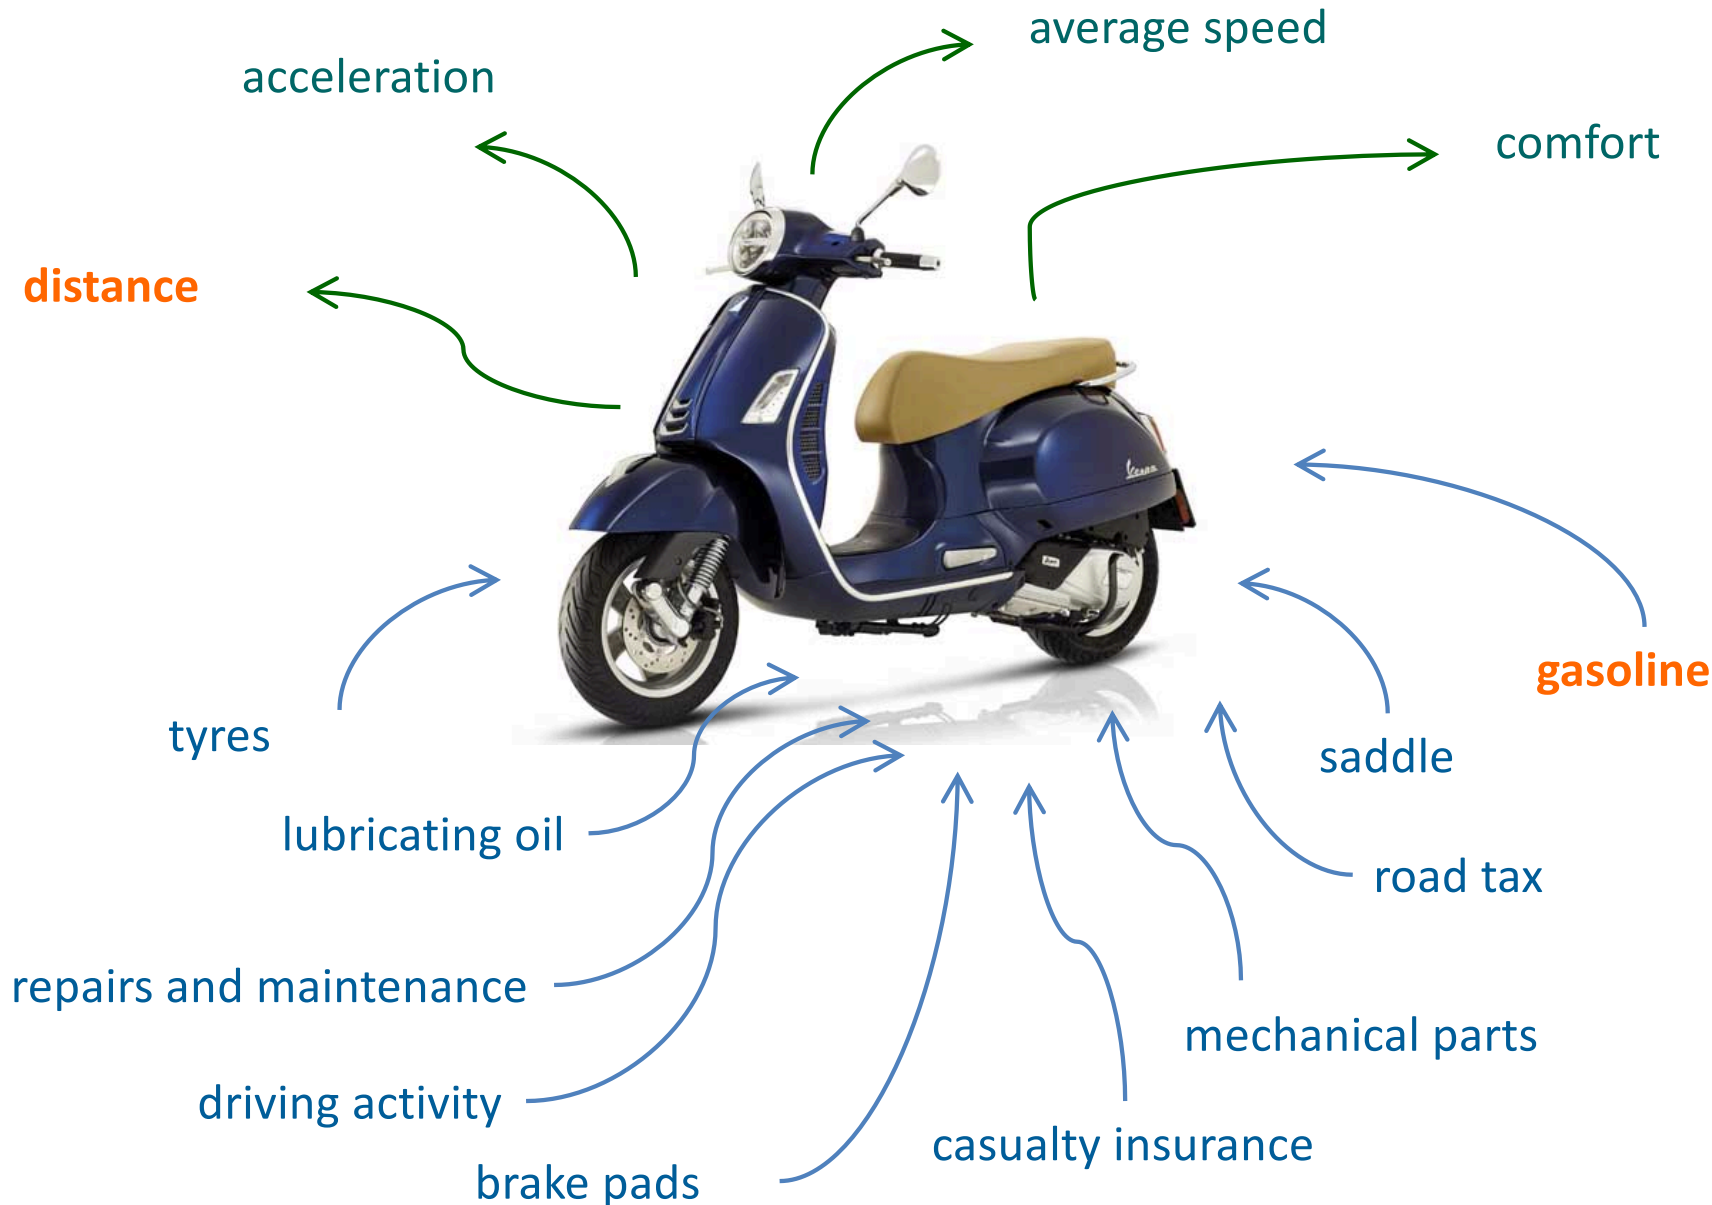 average speed
acceleration
comfort
distance
Vespa
gasoline
tyres
saddle
lubricating oil
road tax
repairs and maintenance
mechanical parts
driving activity
casualty insurance
brake pads